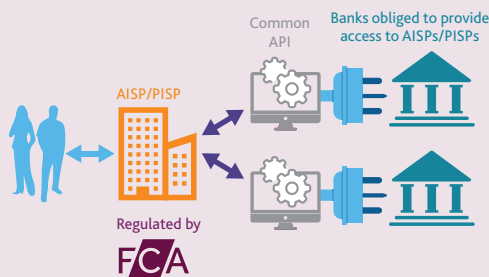 Common
API
Banks obliged to provide
access to AISPs/PISPs
AISP/PISP
Regulated by
FCA